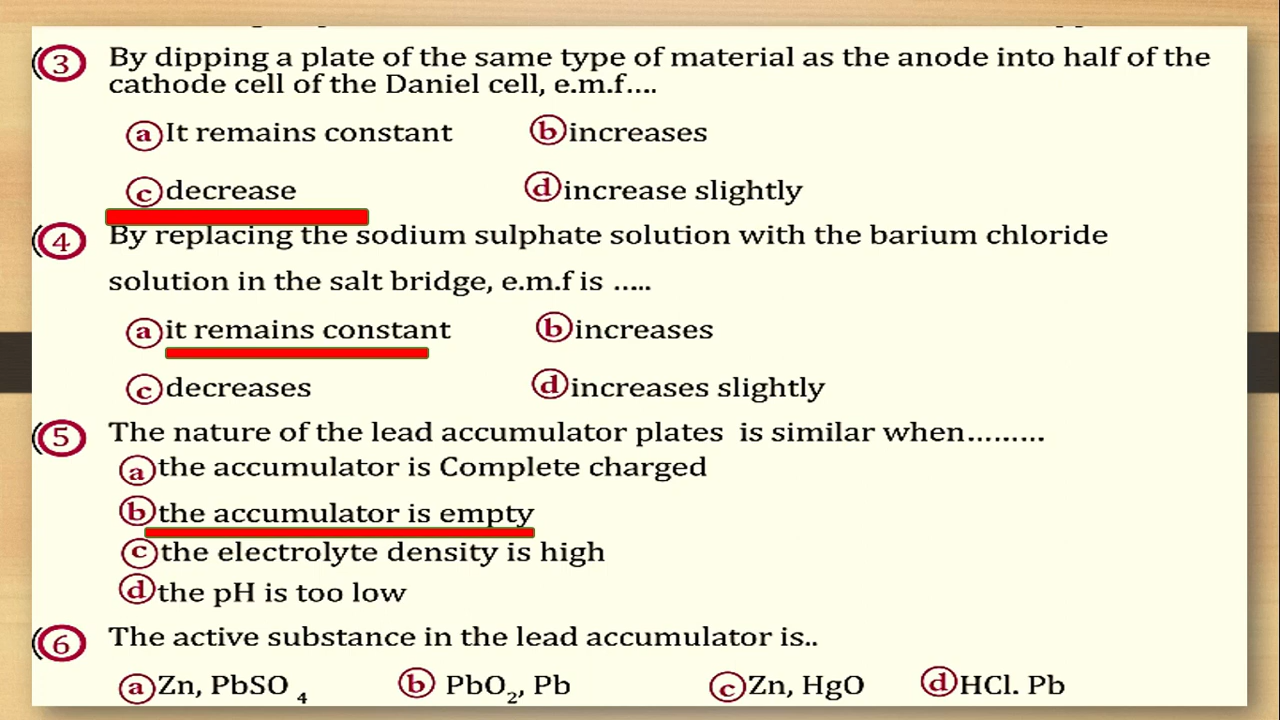 (3 By dipping a plate of the same type of material as the anode into half of the
cathode cell of the Daniel cell, e.m.f....
a It remains constant b increases
c decrease d increase slightly
(4 By replacing the sodium sulphate solution with the barium chloride
solution in the salt bridge, e.m.f is .....
a it remains constant b increases
c decreases d increases slightly
(5 The nature of the lead accumulator plates is similar when.........
a the accumulator is Complete charged
b the accumulator is empty
c the electrolyte density is high
d the pH is too low
(6 The active substance in the lead accumulator is..
a Zn, PbSO₄ b PbO₂, Pb c Zn, HgO d HCl. Pb